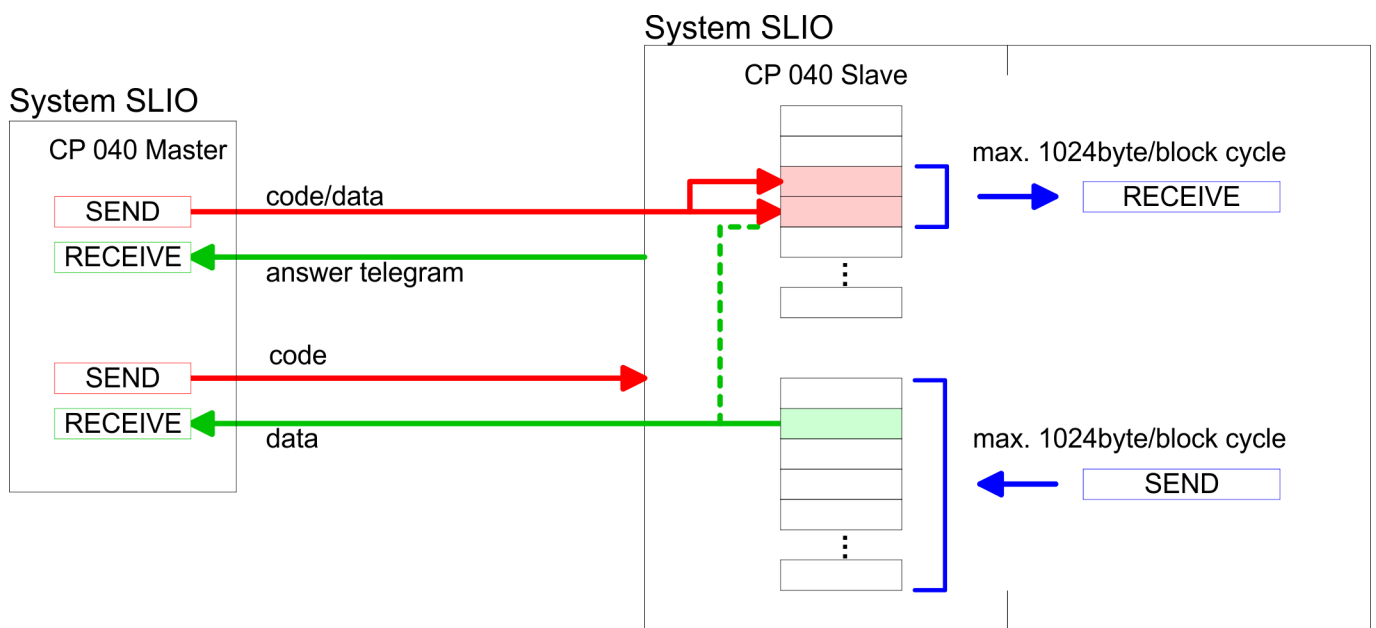 System SLIO
CP 040 Slave
System SLIO
CP 040 Master
max. 1024byte/block cycle
SEND
code/data
RECEIVE
RECEIVE
answer telegram
code
SEND
RECEIVE
data
max. 1024byte/block cycle
SEND